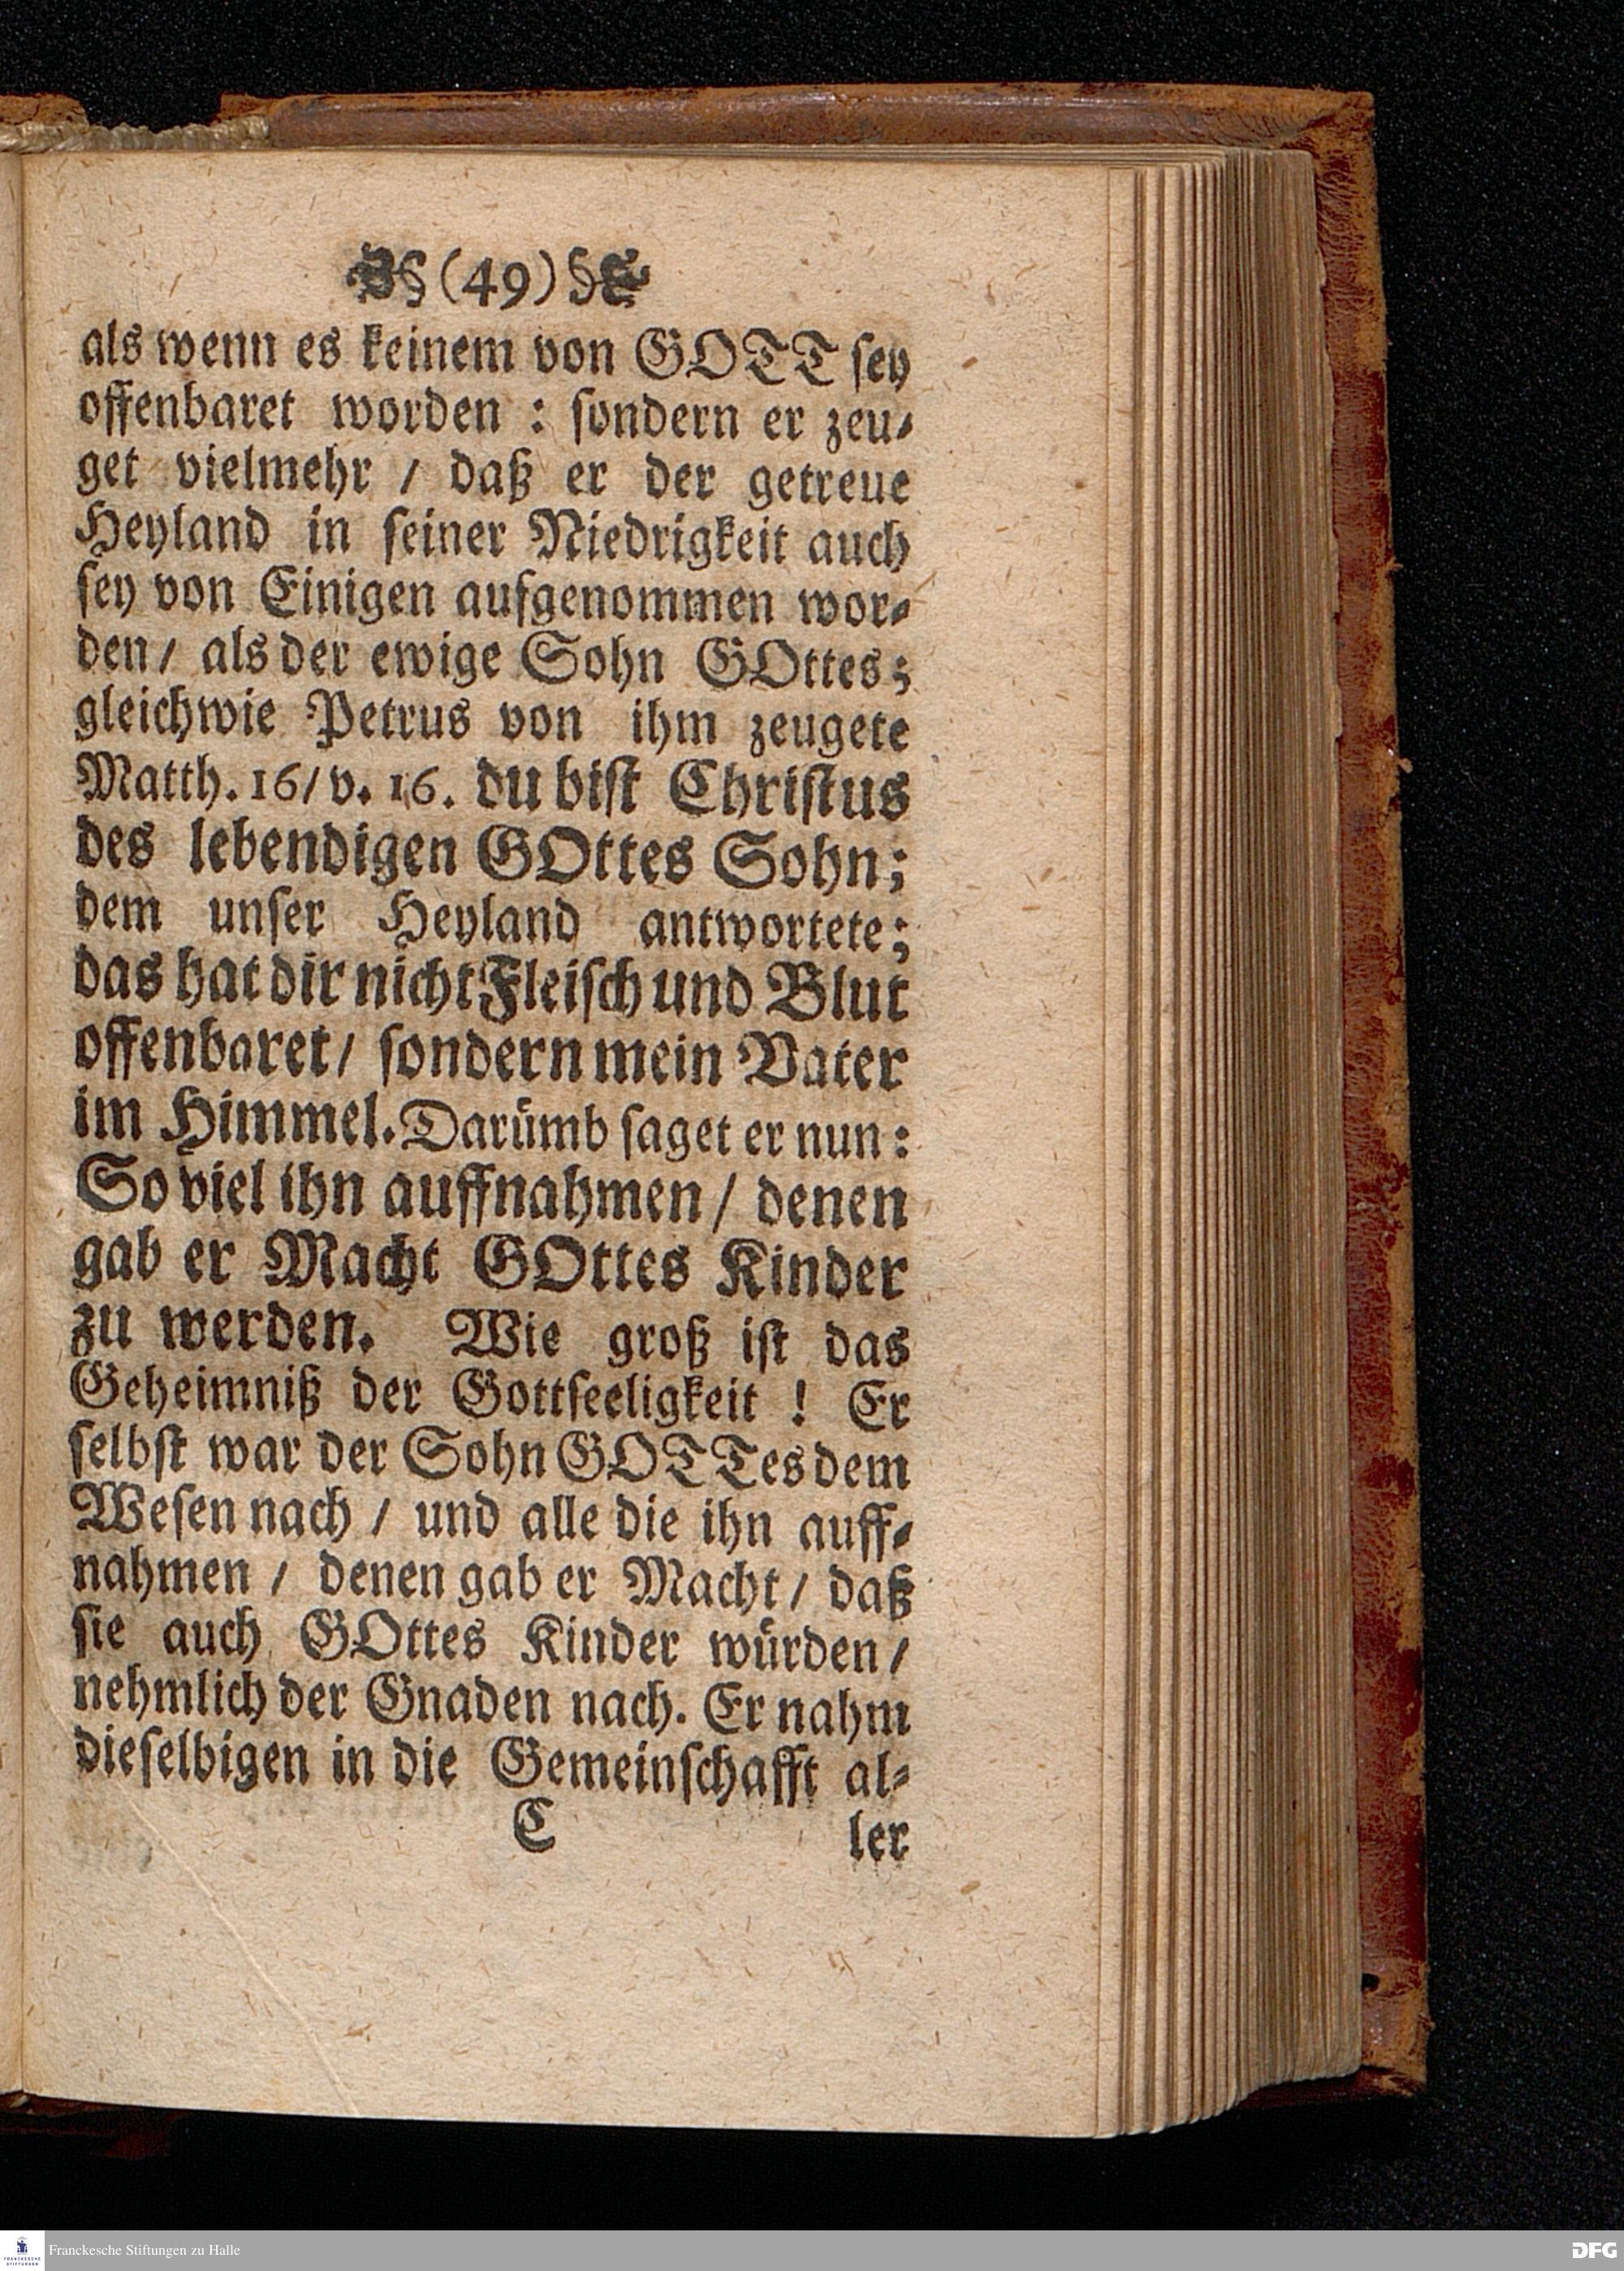 §(49)§
als wenn es keinem von GOTT sey
offenbaret worden : sondern er zeu-
get vielmehr / daß er der getreue
Heyland in seiner Niedrigkeit auch
sey von Einigen aufgenommen wor-
den / als der ewige Sohn GOttes;
gleichwie Petrus von ihm zeugete
Matth. 16/ v. 16. du bist Christus
des lebendigen GOttes Sohn;
dem unser Heyland antwortete;
das hat dir nicht Fleisch und Blut
offenbaret / sondern mein Vater
im Himmel. Darümb saget er nun:
So viel ihn auffnahmen / denen
gab er Macht GOttes Kinder
zu werden. Wie groß ist das
Geheimniß der Gottseeligkeit ! Er
selbst war der Sohn GOTTes dem
Wesen nach / und alle die ihn auff-
nahmen / denen gab er Macht / daß
sie auch GOttes Kinder würden /
nehmlich der Gnaden nach. Er nahm
dieselbigen in die Gemeinschafft al-
C ler
FRANCKESCHE STIFTUNGEN
Franckesche Stiftungen zu Halle
DFG